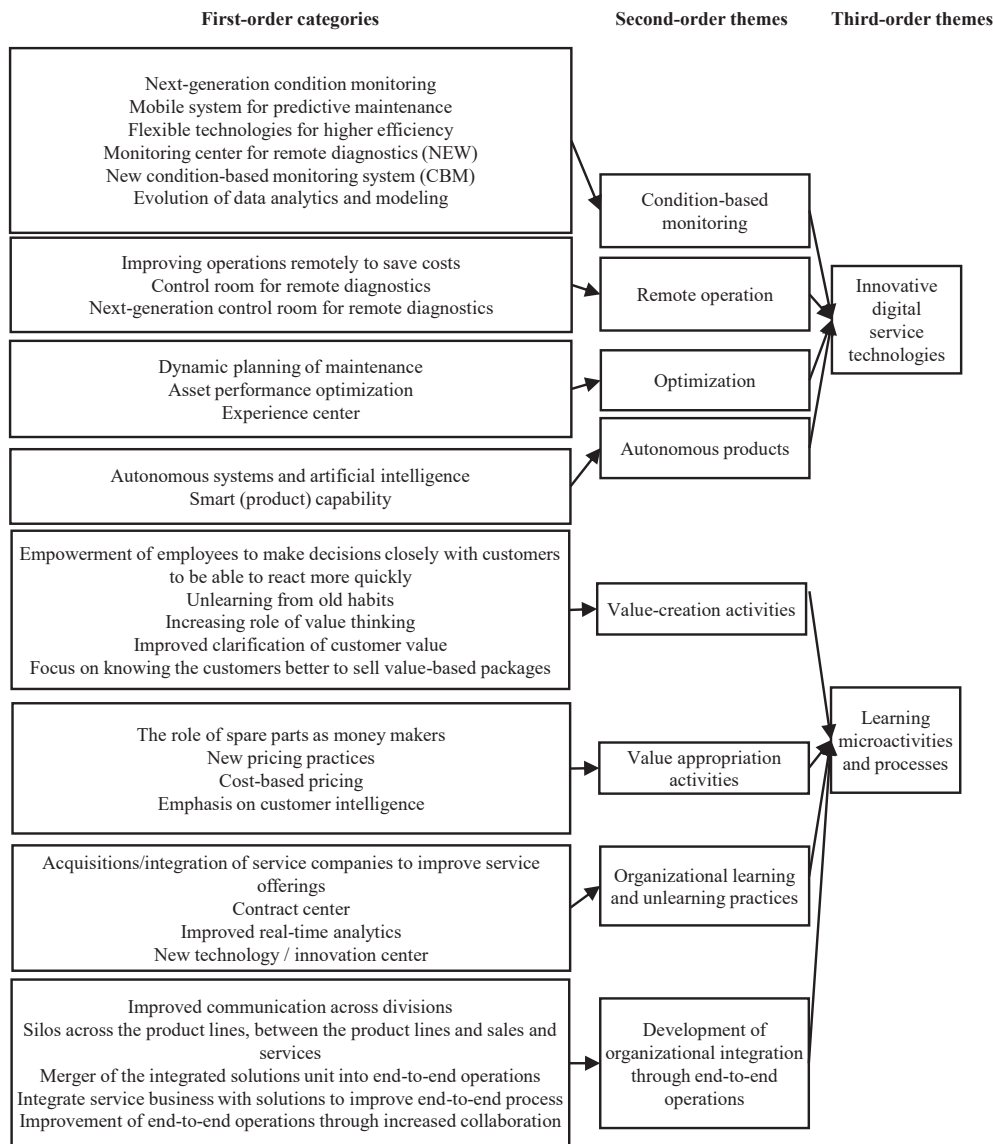 First-order categories
Second-order themes
Third-order themes
Next-generation condition monitoring
Mobile system for predictive maintenance
Flexible technologies for higher efficiency
Monitoring center for remote diagnostics (NEW)
New condition-based monitoring system (CBM)
Evolution of data analytics and modeling
Condition-based
monitoring
Improving operations remotely to save costs
Control room for remote diagnostics
Next-generation control room for remote diagnostics
Remote operation
Innovative
digital
service
technologies
Dynamic planning of maintenance
Asset performance optimization
Experience center
Optimization
Autonomous products
Autonomous systems and artificial intelligence
Smart (product) capability
Empowerment of employees to make decisions closely with customers
to be able to react more quickly
Unlearning from old habits
Increasing role of value thinking
Improved clarification of customer value
Focus on knowing the customers better to sell value-based packages
Value-creation activities
The role of spare parts as money makers
New pricing practices
Cost-based pricing
Emphasis on customer intelligence
Value appropriation
activities
Learning
microactivities
and processes
Acquisitions/integration of service companies to improve service
offerings
Contract center
Improved real-time analytics
New technology / innovation center
Organizational learning
and unlearning practices
Improved communication across divisions
Silos across the product lines, between the product lines and sales and
services
Merger of the integrated solutions unit into end-to-end operations
Integrate service business with solutions to improve end-to-end process
Improvement of end-to-end operations through increased collaboration
Development of
organizational integration
through end-to-end
operations